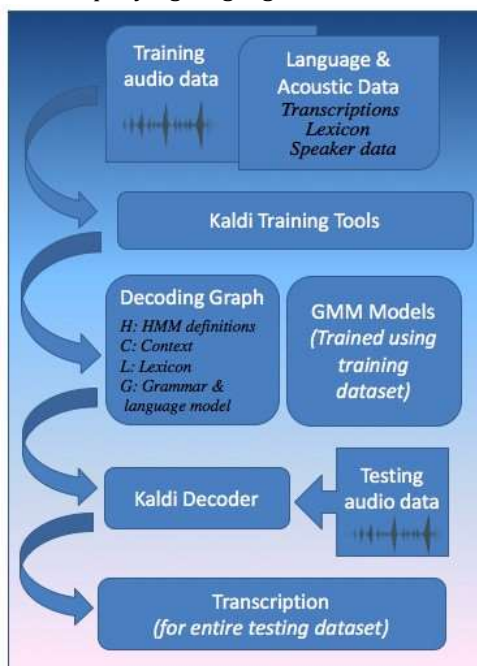 Training
audio data
Language &
Acoustic Data
Transcriptions
Lexicon
Speaker data
Kaldi Training Tools
Decoding Graph
H: HMM definitions
C: Context
L: Lexicon
G: Grammar &
language model
GMM Models
(Trained using
training
dataset)
Kaldi Decoder
Testing
audio data
Transcription
(for entire testing dataset)